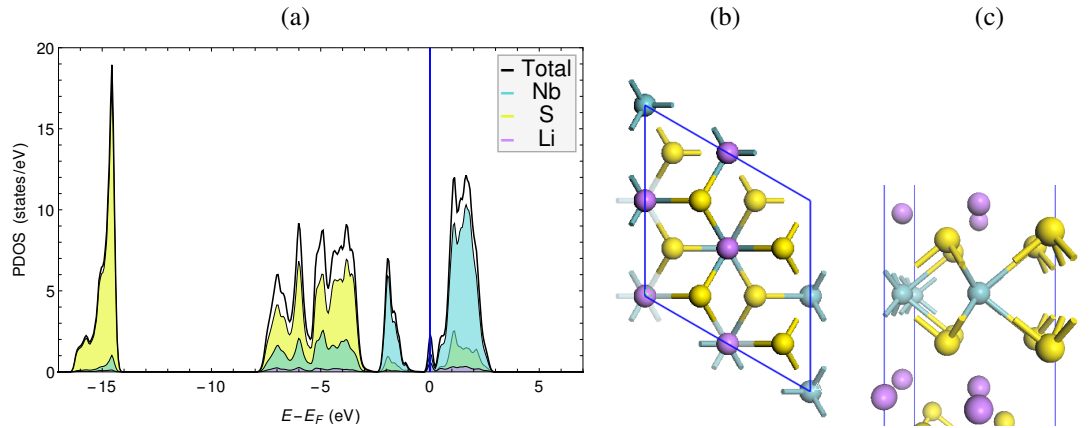 (a)
(b)
(c)
PDOS (states/eV)
20
15
10
5
0
−15
−10
−5
0
5
E−E_F (eV)
Total
Nb
S
Li